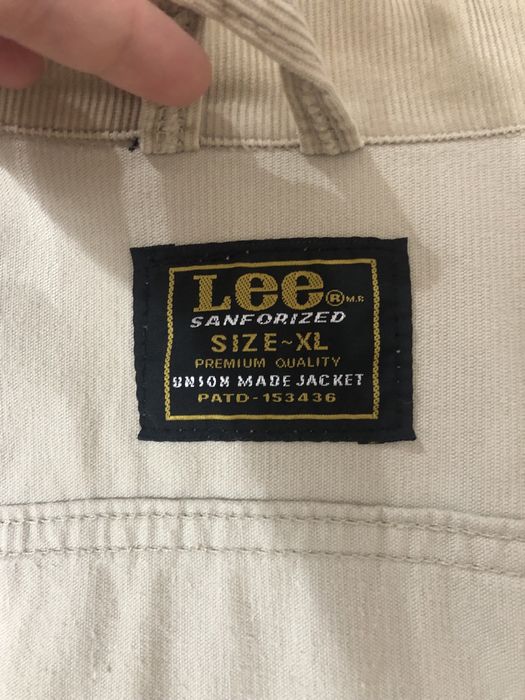 Lee ® M.R
SANFORIZED
SIZE~XL
PREMIUM QUALITY
UNION MADE JACKET
PATD-153436